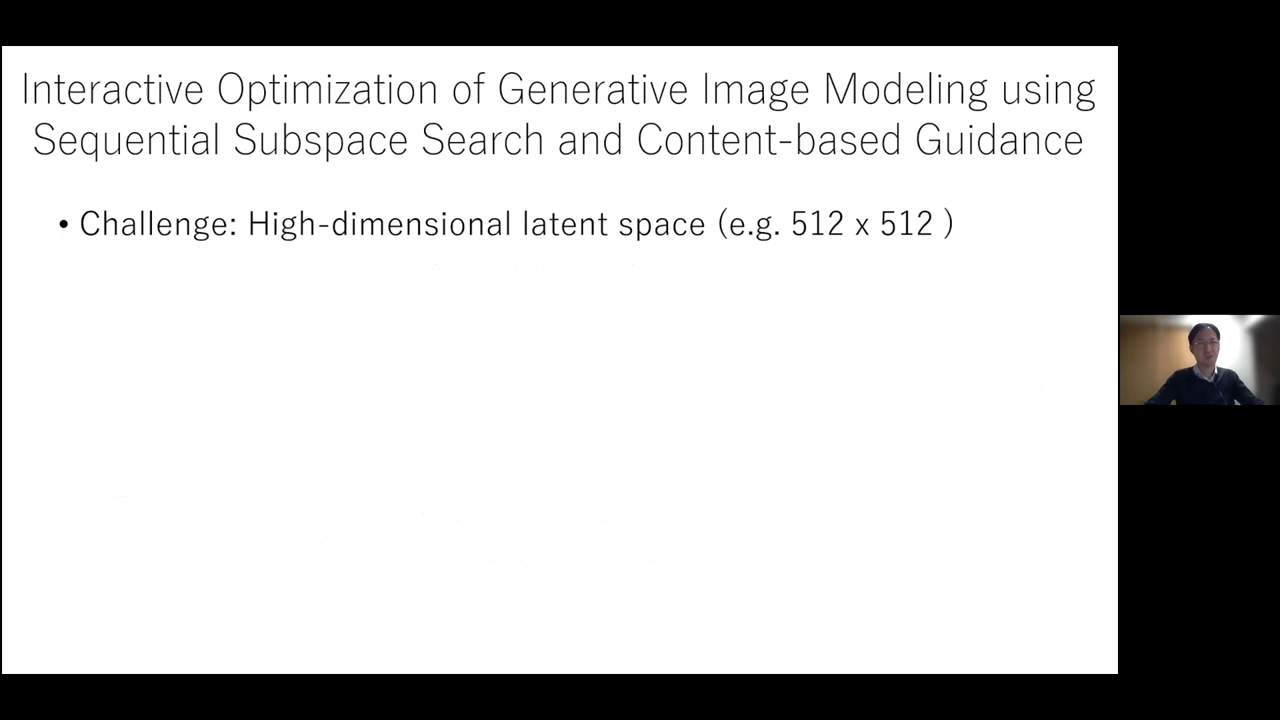 Interactive Optimization of Generative Image Modeling using
Sequential Subspace Search and Content-based Guidance
• Challenge: High-dimensional latent space (e.g. 512 x 512 )